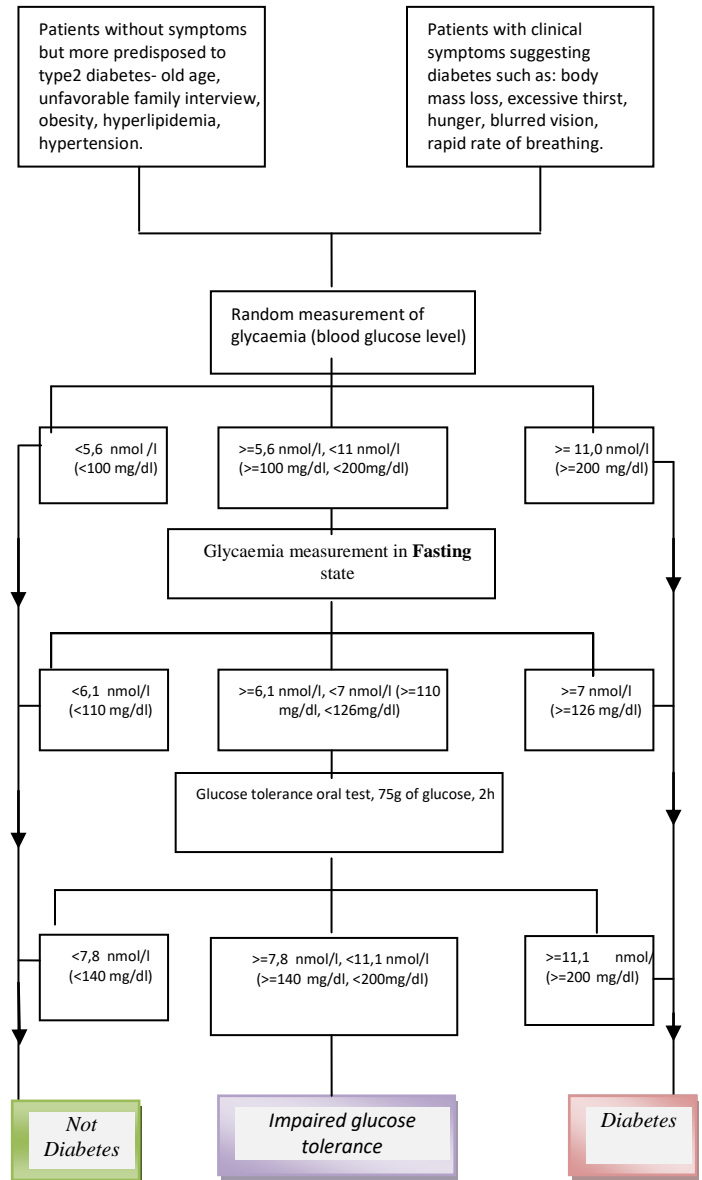 Patients without symptoms
but more predisposed to
type2 diabetes- old age,
unfavorable family interview,
obesity, hyperlipidemia,
hypertension.
Patients with clinical
symptoms suggesting
diabetes such as: body
mass loss, excessive thirst,
hunger, blurred vision,
rapid rate of breathing.
Random measurement of
glycaemia (blood glucose level)
<5,6 nmol /l
(<100 mg/dl)
>=5,6 nmol/l, <11 nmol/l
(>=100 mg/dl, <200mg/dl)
>= 11,0 nmol/l
(>=200 mg/dl)
Glycaemia measurement in Fasting
state
<6,1 nmol/l
(<110 mg/dl)
>=6,1 nmol/l, <7 nmol/l (>=110
mg/dl, <126mg/dl)
>=7 nmol/l
(>=126 mg/dl)
Glucose tolerance oral test, 75g of glucose, 2h
<7,8 nmol/l
(<140 mg/dl)
>=7,8 nmol/l, <11,1 nmol/l
(>=140 mg/dl, <200mg/dl)
>=11,1 nmol/
(>=200 mg/dl)
Not
Diabetes
Impaired glucose
tolerance
Diabetes